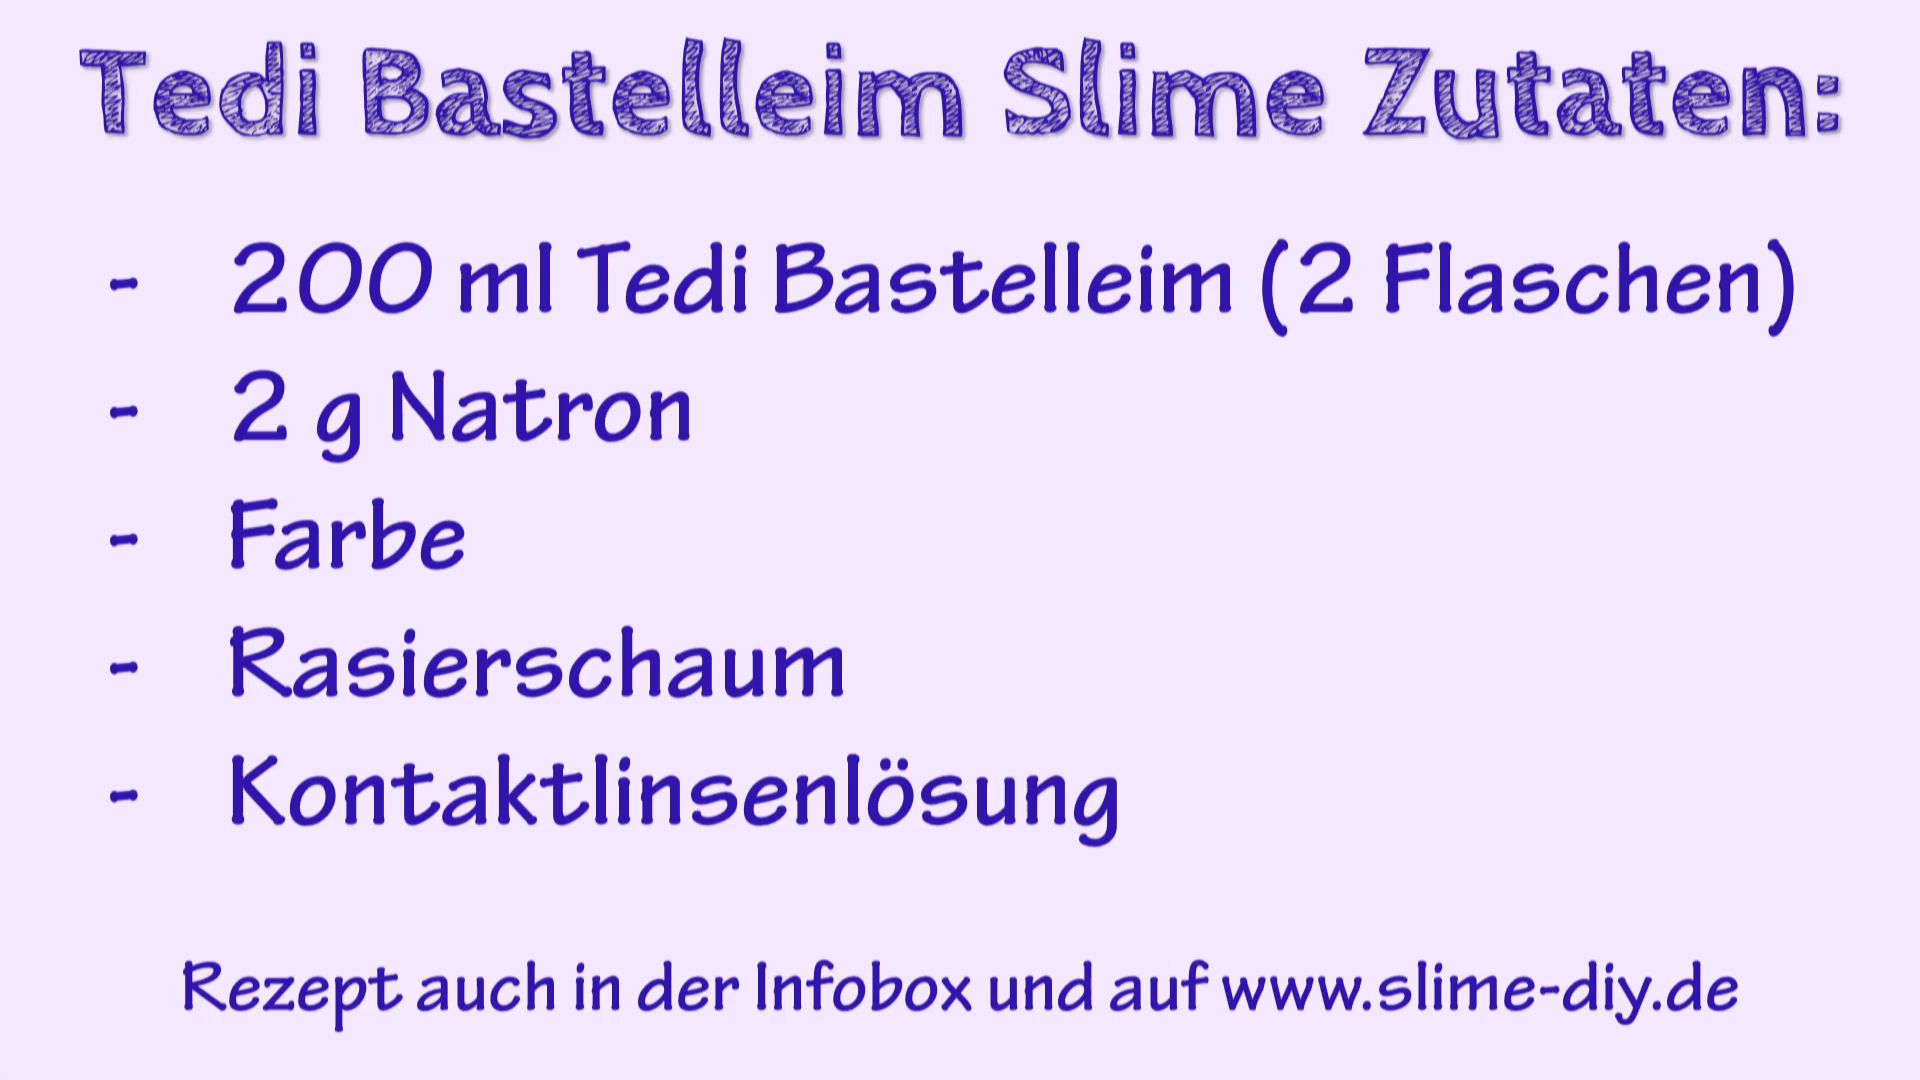 Tedi Bastelleim Slime Zutaten:
- 200 ml Tedi Bastelleim (2 Flaschen)
- 2 g Natron
- Farbe
- Rasierschaum
- Kontaktlinsenlösung
Rezept auch in der Infobox und auf www.slime-diy.de